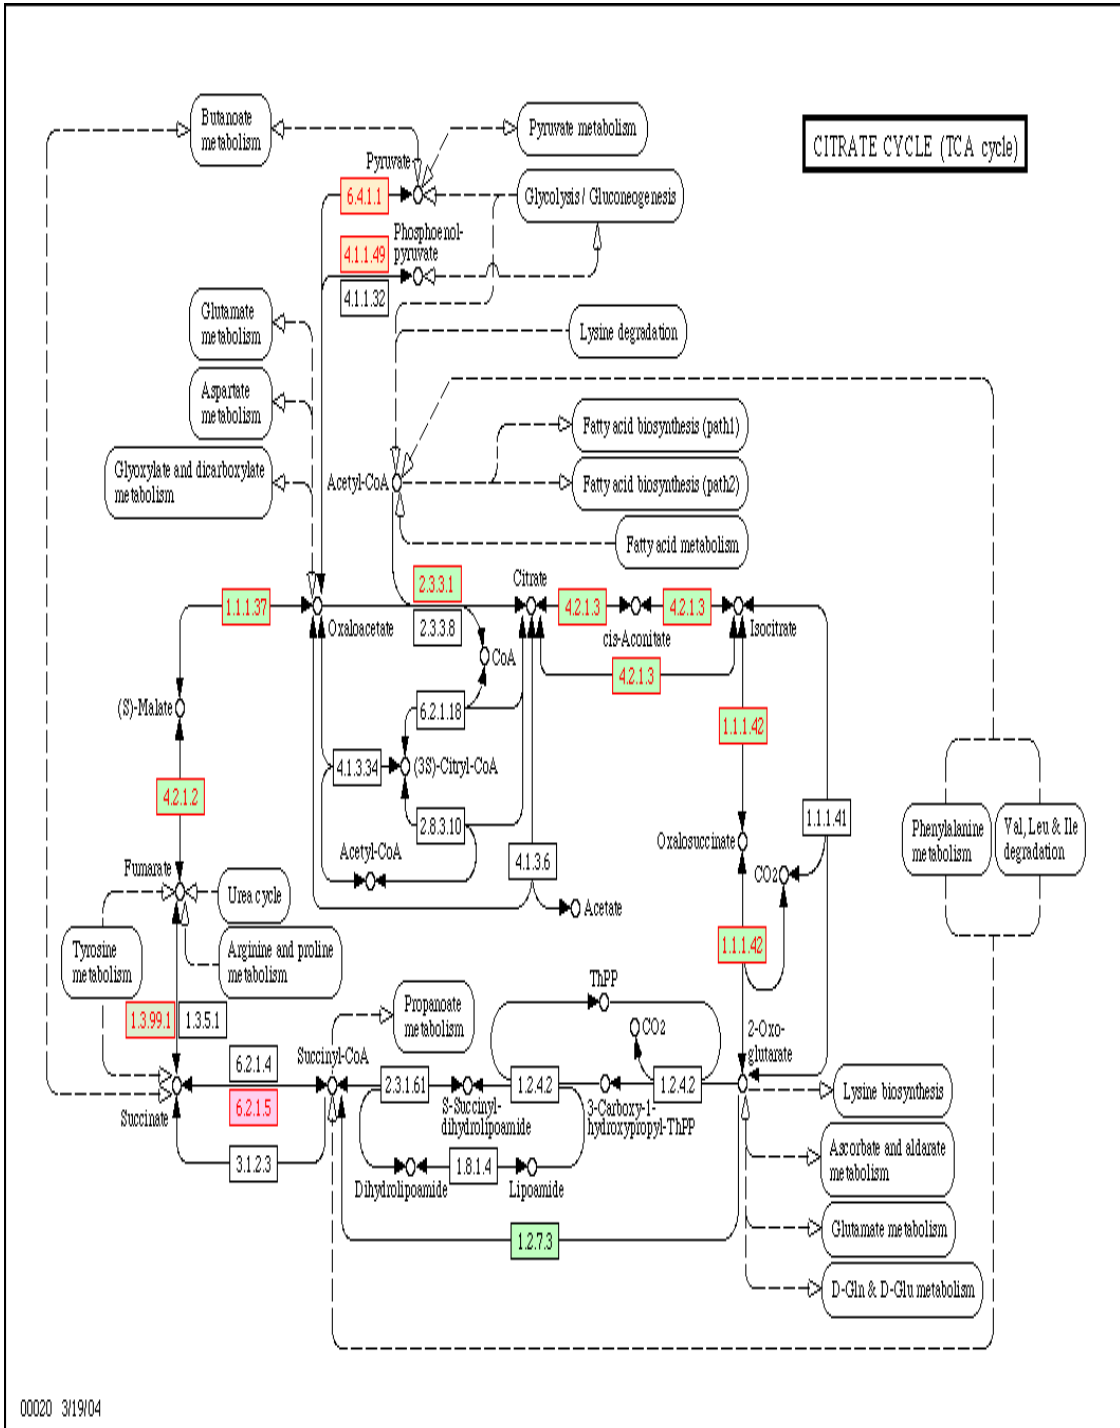 Butanoate
metabolism
Pyruvate metabolism
CITRATE CYCLE (TCA cycle)
Pyruvate
6.4.1.1
Glycolysis / Gluconeogenesis
Phosphoenol-
pyruvate
4.1.1.49
4.1.1.32
Glutamate
metabolism
Lysine degradation
Aspartate
metabolism
Fatty acid biosynthesis (path1)
Glyoxylate and dicarboxylate
metabolism
Acetyl-CoA
Fatty acid biosynthesis (path2)
Fatty acid metabolism
1.1.1.37
Oxaloacetate
2.3.3.1
2.3.3.8
Citrate
4.2.1.3
cis-Aconitate
4.2.1.3
Isocitrate
CoA
4.2.1.3
(S)-Malate
6.2.1.18
1.1.1.42
4.1.3.34
(3S)-Citryl-CoA
4.2.1.2
2.8.3.10
1.1.1.41
Phenylalanine
metabolism
Val, Leu & Ile
degradation
Oxalosuccinate
Acetyl-CoA
4.1.3.6
CO2
Fumarate
Urea cycle
Acetate
Tyrosine
metabolism
Arginine and proline
metabolism
1.1.1.42
ThPP
Propanoate
metabolism
1.3.99.1
1.3.5.1
CO2
2-Oxo-
glutarate
6.2.1.4
Succinyl-CoA
2.3.1.61
1.2.4.2
1.2.4.2
Lysine biosynthesis
Succinate
6.2.1.5
S-Succinyl-
dihydrolipoamide
3-Carboxy-1-
hydroxypropyl-ThPP
3.1.2.3
1.8.1.4
Dihydrolipoamide
Lipoamide
Ascorbate and aldarate
metabolism
1.2.7.3
Glutamate metabolism
D-Gln & D-Glu metabolism
00020 3/19/04